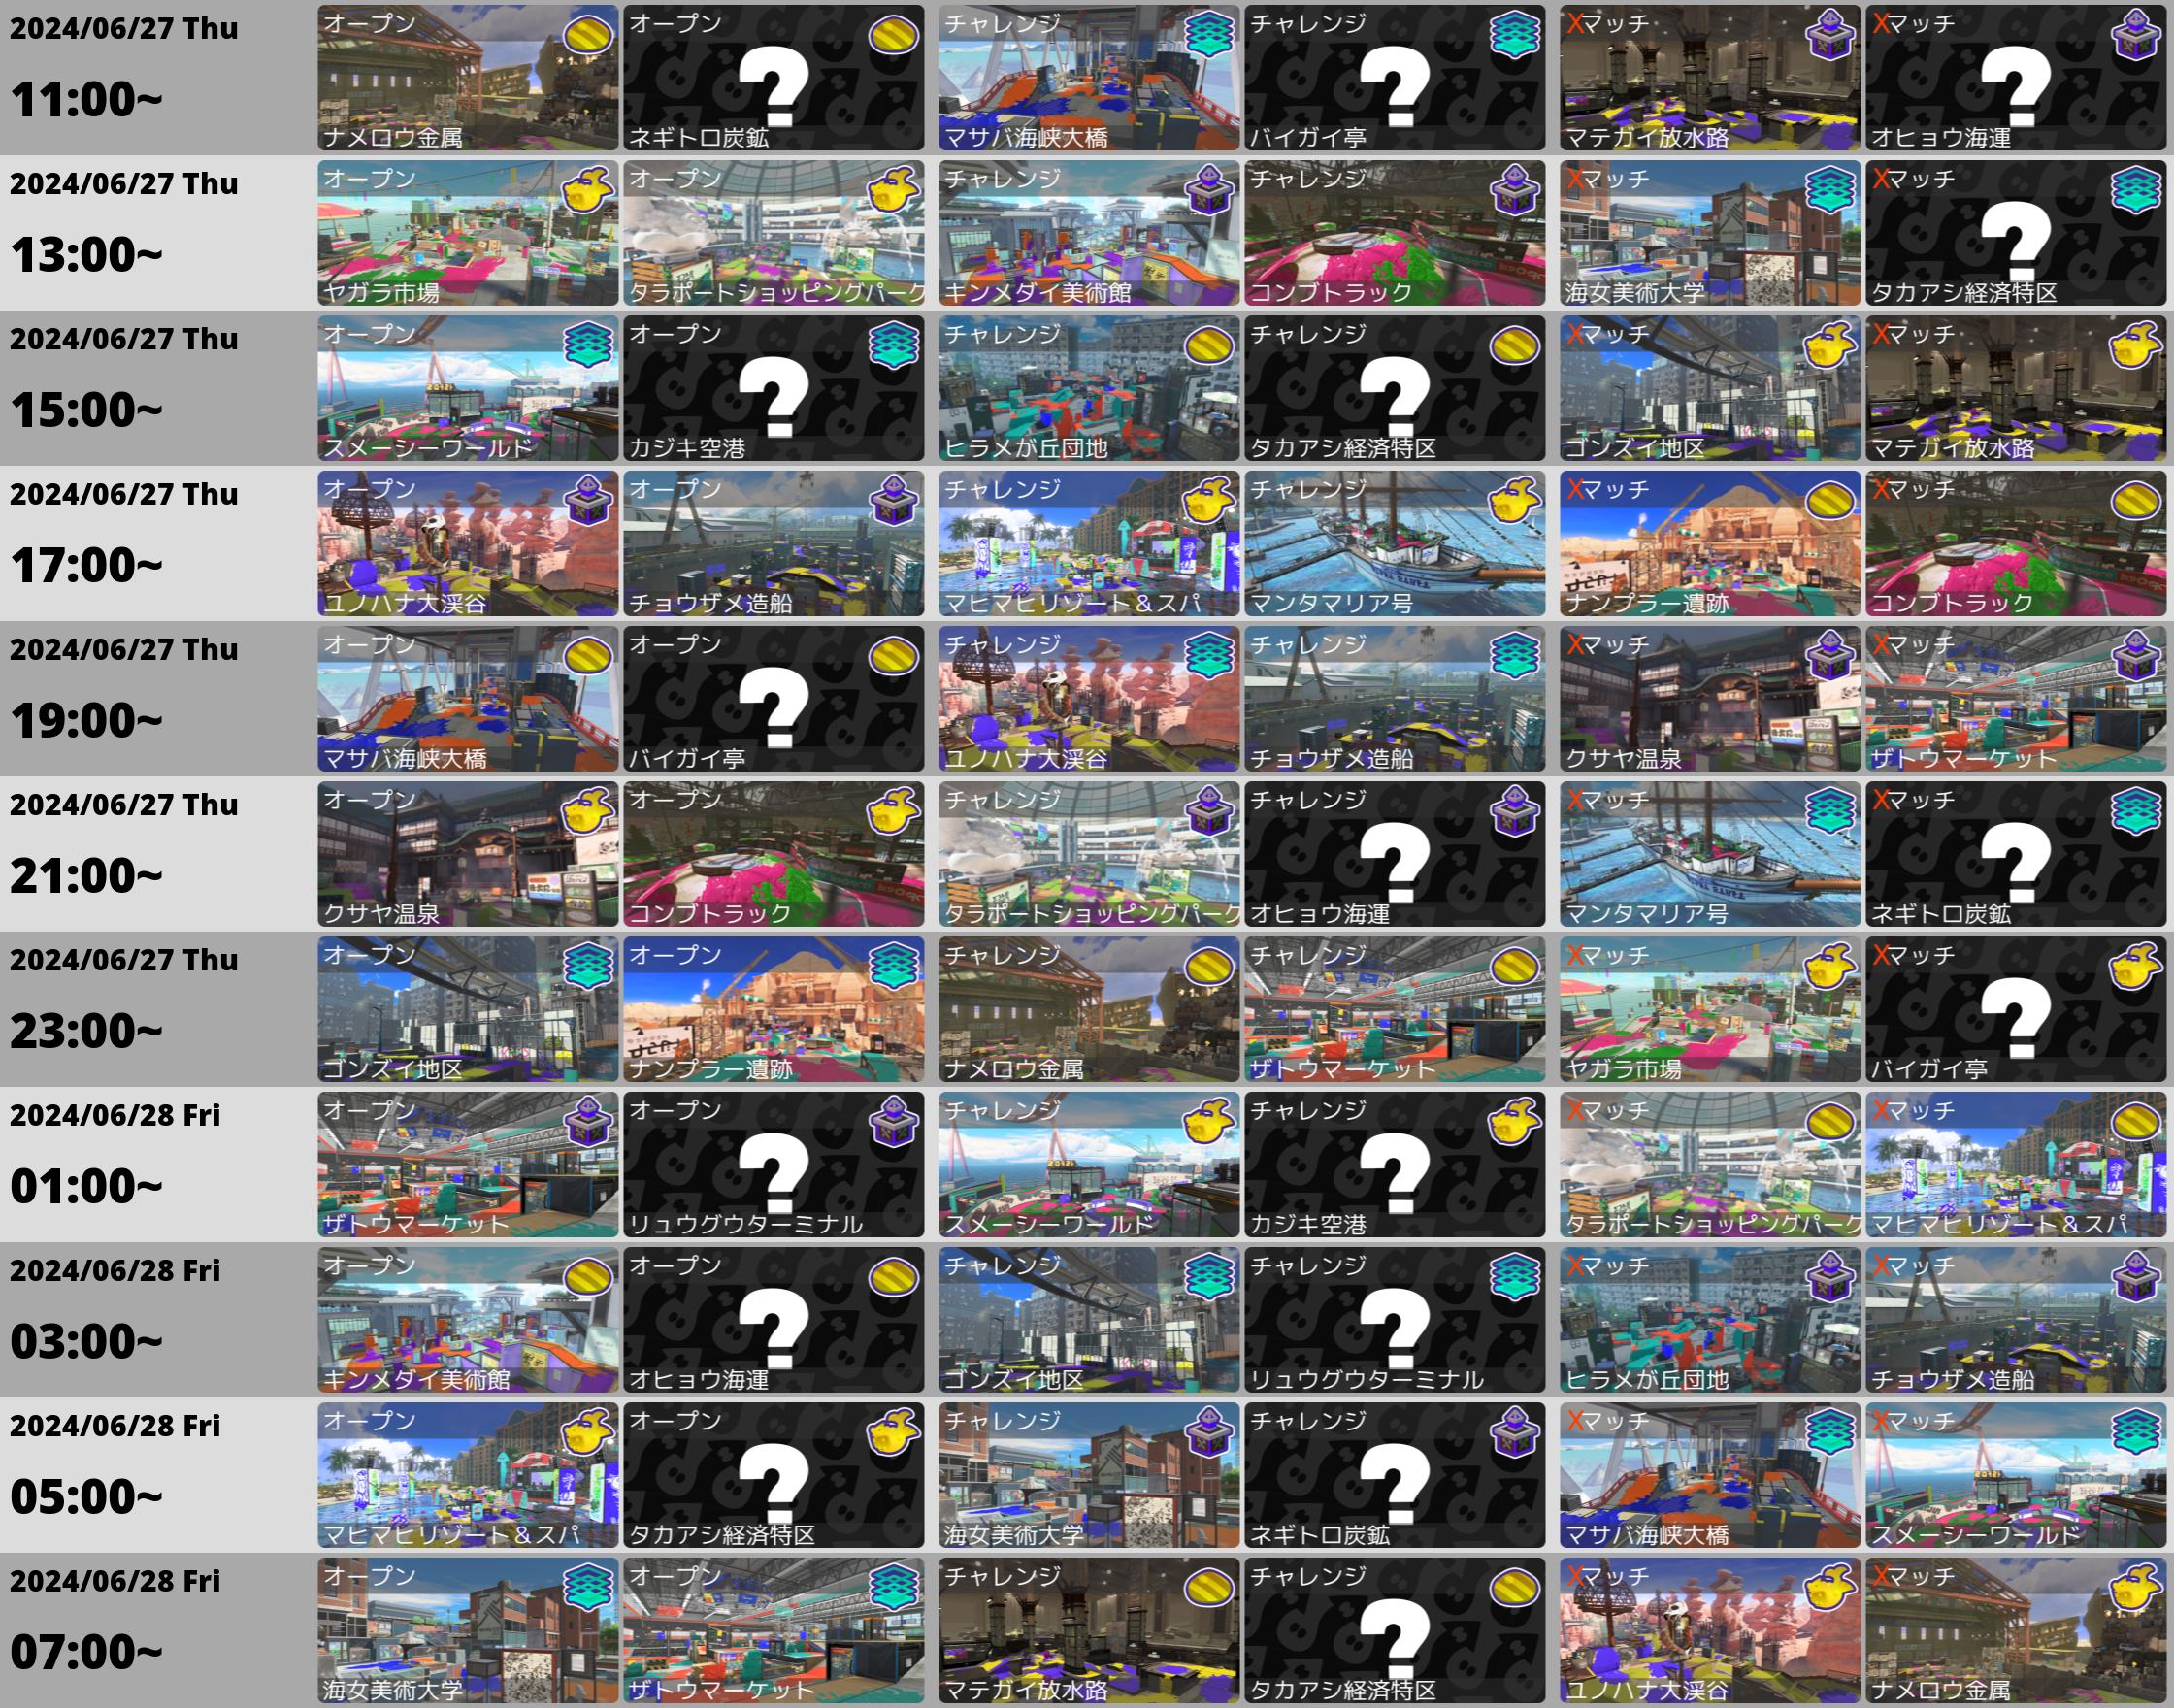 2024/06/27 Thu
11:00~
オープン
ナメロウ金属
オープン
ネギトロ炭鉱
チャレンジ
マサバ海峡大橋
チャレンジ
バイガイ亭
Xマッチ
マテガイ放水路
Xマッチ
オヒョウ海運
2024/06/27 Thu
13:00~
オープン
ヤガラ市場
オープン
タラポートショッピングパーク
チャレンジ
キンメダイ美術館
チャレンジ
コンブトラック
Xマッチ
海女美術大学
Xマッチ
タカアシ経済特区
2024/06/27 Thu
15:00~
オープン
スメーシーワールド
オープン
カジキ空港
チャレンジ
ヒラメが丘団地
チャレンジ
タカアシ経済特区
Xマッチ
ゴンズイ地区
Xマッチ
マテガイ放水路
2024/06/27 Thu
17:00~
オープン
ユノハナ大渓谷
オープン
チョウザメ造船
チャレンジ
マヒマヒリゾート＆スパ
チャレンジ
マンタマリア号
Xマッチ
ナンプラー遺跡
Xマッチ
コンブトラック
2024/06/27 Thu
19:00~
オープン
マサバ海峡大橋
オープン
バイガイ亭
チャレンジ
ユノハナ大渓谷
チャレンジ
チョウザメ造船
Xマッチ
クサヤ温泉
Xマッチ
ザトウマーケット
2024/06/27 Thu
21:00~
オープン
クサヤ温泉
オープン
コンブトラック
チャレンジ
タラポートショッピングパーク
チャレンジ
オヒョウ海運
Xマッチ
マンタマリア号
Xマッチ
ネギトロ炭鉱
2024/06/27 Thu
23:00~
オープン
ゴンズイ地区
オープン
ナンプラー遺跡
チャレンジ
ナメロウ金属
チャレンジ
ザトウマーケット
Xマッチ
ヤガラ市場
Xマッチ
バイガイ亭
2024/06/28 Fri
01:00~
オープン
ザトウマーケット
オープン
リュウグウターミナル
チャレンジ
スメーシーワールド
チャレンジ
カジキ空港
Xマッチ
タラポートショッピングパーク
Xマッチ
マヒマヒリゾート＆スパ
2024/06/28 Fri
03:00~
オープン
キンメダイ美術館
オープン
オヒョウ海運
チャレンジ
ゴンズイ地区
チャレンジ
リュウグウターミナル
Xマッチ
ヒラメが丘団地
Xマッチ
チョウザメ造船
2024/06/28 Fri
05:00~
オープン
マヒマヒリゾート＆スパ
オープン
タカアシ経済特区
チャレンジ
海女美術大学
チャレンジ
ネギトロ炭鉱
Xマッチ
マサバ海峡大橋
Xマッチ
スメーシーワールド
2024/06/28 Fri
07:00~
オープン
海女美術大学
オープン
ザトウマーケット
チャレンジ
マテガイ放水路
チャレンジ
タカアシ経済特区
Xマッチ
ユノハナ大渓谷
Xマッチ
ナメロウ金属